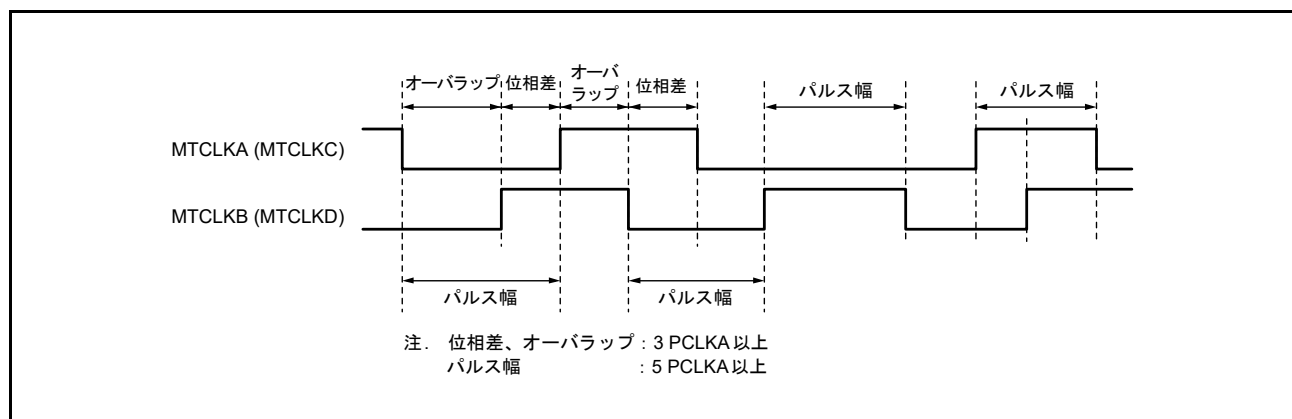 オーバラップ 位相差 オーバ
ラップ 位相差 パルス幅 パルス幅
MTCLKA (MTCLKC)
MTCLKB (MTCLKD)
パルス幅 パルス幅
注. 位相差、オーバラップ : 3 PCLKA 以上
パルス幅 : 5 PCLKA 以上